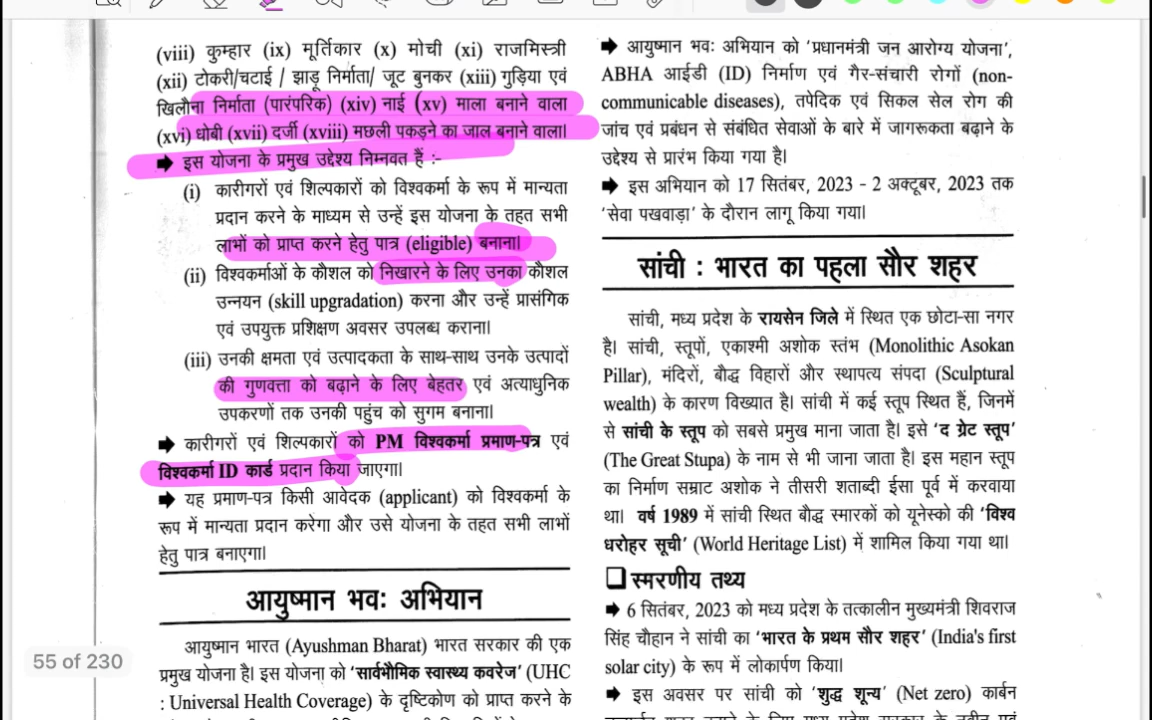 (viii) कुम्हार (ix) मूर्तिकार (x) मोची (xi) राजमिस्त्री
(xii) टोकरी/चटाई / झाड़ू निर्माता/ जूट बुनकर (xiii) गुड़िया एवं
खिलौना निर्माता (पारंपरिक) (xiv) नाई (xv) माला बनाने वाला
(xvi) धोबी (xvii) दर्जी (xviii) मछली पकड़ने का जाल बनाने वाला।
➡ इस योजना के प्रमुख उद्देश्य निम्नवत हैं :-
(i) कारीगरों एवं शिल्पकारों को विश्वकर्मा के रूप में मान्यता
प्रदान करने के माध्यम से उन्हें इस योजना के तहत सभी
लाभों को प्राप्त करने हेतु पात्र (eligible) बनाना।
(ii) विश्वकर्माओं के कौशल को निखारने के लिए उनका कौशल
उन्नयन (skill upgradation) करना और उन्हें प्रासंगिक
एवं उपयुक्त प्रशिक्षण अवसर उपलब्ध कराना।
(iii) उनकी क्षमता एवं उत्पादकता के साथ-साथ उनके उत्पादों
की गुणवत्ता को बढ़ाने के लिए बेहतर एवं अत्याधुनिक
उपकरणों तक उनकी पहुंच को सुगम बनाना।
➡ कारीगरों एवं शिल्पकारों को PM विश्वकर्मा प्रमाण-पत्र एवं
विश्वकर्मा ID कार्ड प्रदान किया जाएगा।
➡ यह प्रमाण-पत्र किसी आवेदक (applicant) को विश्वकर्मा के
रूप में मान्यता प्रदान करेगा और उसे योजना के तहत सभी लाभों
हेतु पात्र बनाएगा।
आयुष्मान भवः अभियान
आयुष्मान भारत (Ayushman Bharat) भारत सरकार की एक
प्रमुख योजना है। इस योजना को 'सार्वभौमिक स्वास्थ्य कवरेज' (UHC
: Universal Health Coverage) के दृष्टिकोण को प्राप्त करने के
55 of 230
➡ आयुष्मान भवः अभियान को 'प्रधानमंत्री जन आरोग्य योजना',
ABHA आईडी (ID) निर्माण एवं गैर-संचारी रोगों (non-
communicable diseases), तपेदिक एवं सिकल सेल रोग की
जांच एवं प्रबंधन से संबंधित सेवाओं के बारे में जागरूकता बढ़ाने के
उद्देश्य से प्रारंभ किया गया है।
➡ इस अभियान को 17 सितंबर, 2023 - 2 अक्टूबर, 2023 तक
'सेवा पखवाड़ा' के दौरान लागू किया गया।
सांची : भारत का पहला सौर शहर
सांची, मध्य प्रदेश के रायसेन जिले में स्थित एक छोटा-सा नगर
है। सांची, स्तूपों, एकाश्मी अशोक स्तंभ (Monolithic Asokan
Pillar), मंदिरों, बौद्ध विहारों और स्थापत्य संपदा (Sculptural
wealth) के कारण विख्यात है। सांची में कई स्तूप स्थित हैं, जिनमें
से सांची के स्तूप को सबसे प्रमुख माना जाता है। इसे 'द ग्रेट स्तूप'
(The Great Stupa) के नाम से भी जाना जाता है। इस महान स्तूप
का निर्माण सम्राट अशोक ने तीसरी शताब्दी ईसा पूर्व में करवाया
था। वर्ष 1989 में सांची स्थित बौद्ध स्मारकों को यूनेस्को की 'विश्व
धरोहर सूची' (World Heritage List) में शामिल किया गया था।
❑ स्मरणीय तथ्य
➡ 6 सितंबर, 2023 को मध्य प्रदेश के तत्कालीन मुख्यमंत्री शिवराज
सिंह चौहान ने सांची का 'भारत के प्रथम सौर शहर' (India's first
solar city) के रूप में लोकार्पण किया।
➡ इस अवसर पर सांची को 'शुद्ध शून्य' (Net zero) कार्बन